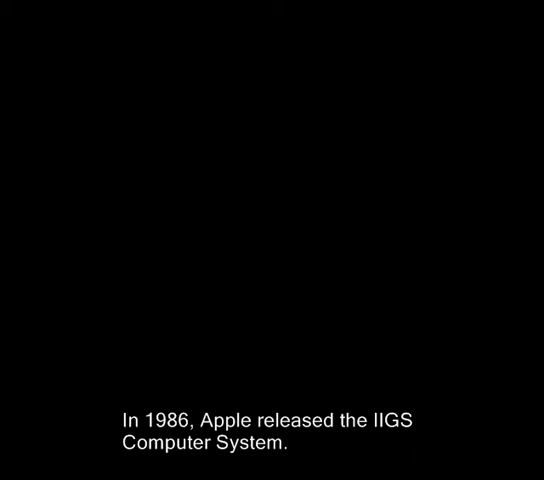 In 1986, Apple released the IIGS
Computer System.